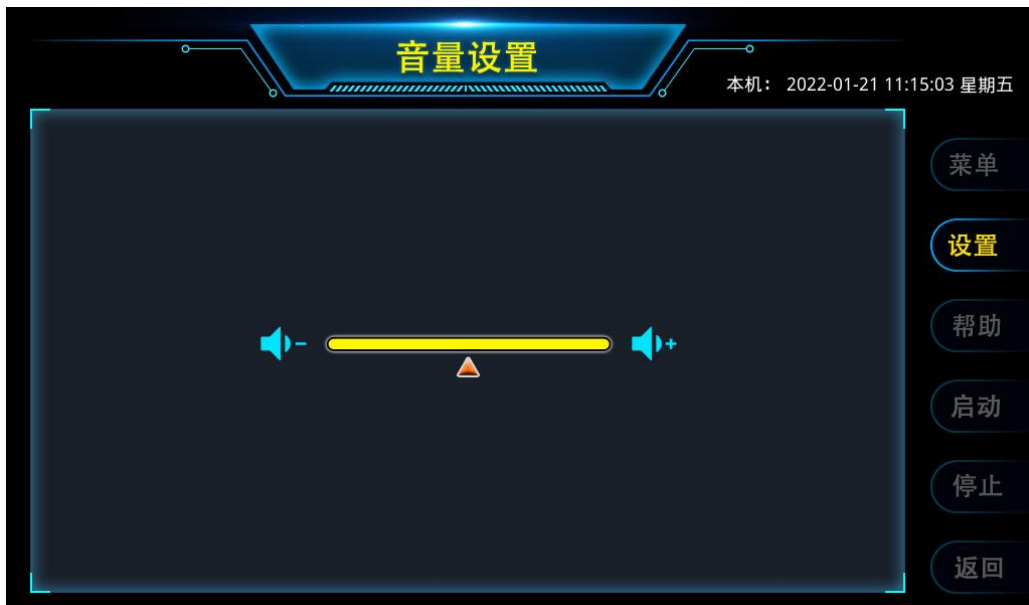 音量设置
本机： 2022-01-21 11:15:03 星期五
菜单
设置
帮助
启动
停止
返回